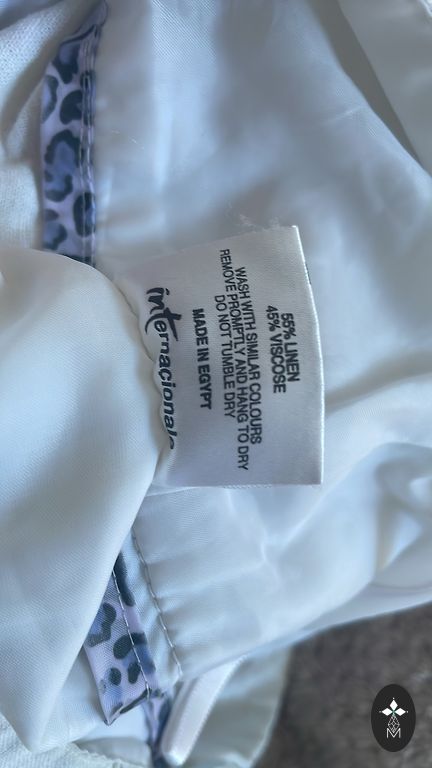 55% LINEN
45% VISCOSE
WASH WITH SIMILAR COLOURS
REMOVE PROMPTLY AND HANG TO DRY
DO NOT TUMBLE DRY
MADE IN EGYPT
internacionale
M